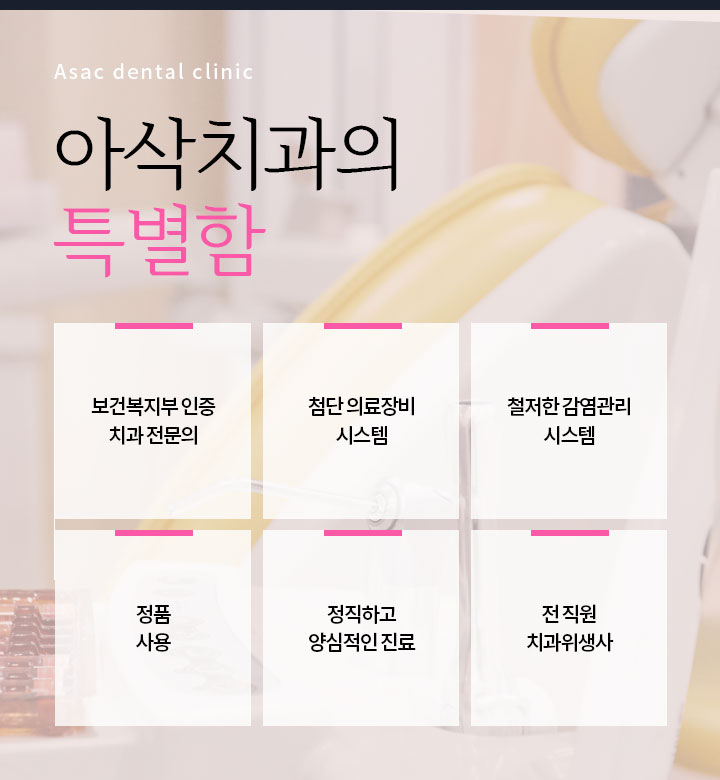 Asac dental clinic
아삭치과의
특별함
보건복지부 인증
치과 전문의
첨단 의료장비
시스템
철저한 감염관리
시스템
정품
사용
정직하고
양심적인 진료
전 직원
치과위생사